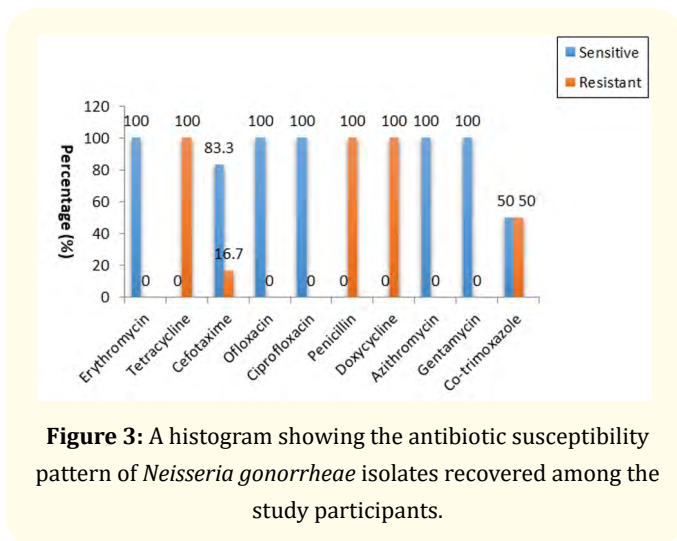 Sensitive
Resistant
120
100
80
60
40
20
0
Percentage (%)
100
0
0
100
83.3
16.7
100
0
100
0
0
100
0
100
100
0
100
0
50 50
Erythromycin
Tetracycline
Cefotaxime
Ofloxacin
Ciprofloxacin
Penicillin
Doxycycline
Azithromycin
Gentamycin
Co-trimoxazole
Figure 3: A histogram showing the antibiotic susceptibility
pattern of Neisseria gonorrheae isolates recovered among the
study participants.